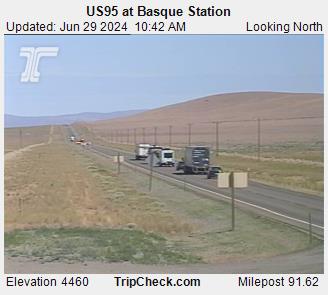 US95 at Basque Station
Updated: Jun 29 2024 10:42 AM Looking North
Elevation 4460 TripCheck.com Milepost 91.62